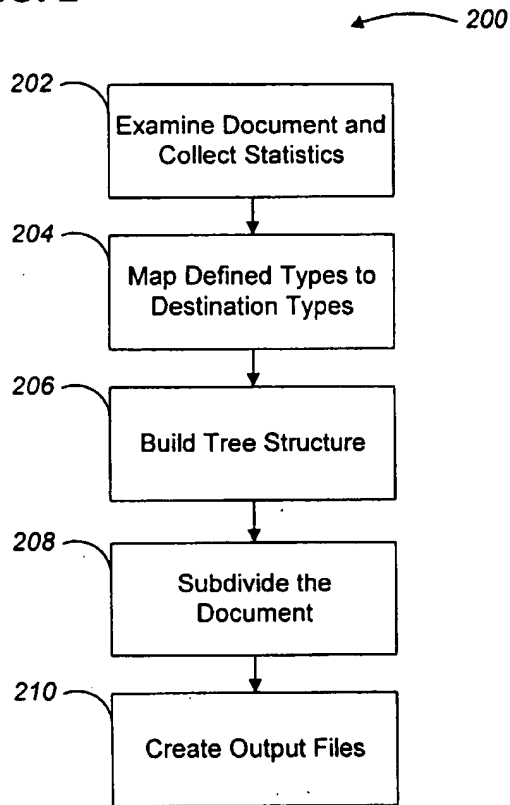 200
202
Examine Document and
Collect Statistics
204
Map Defined Types to
Destination Types
206
Build Tree Structure
208
Subdivide the
Document
210
Create Output Files